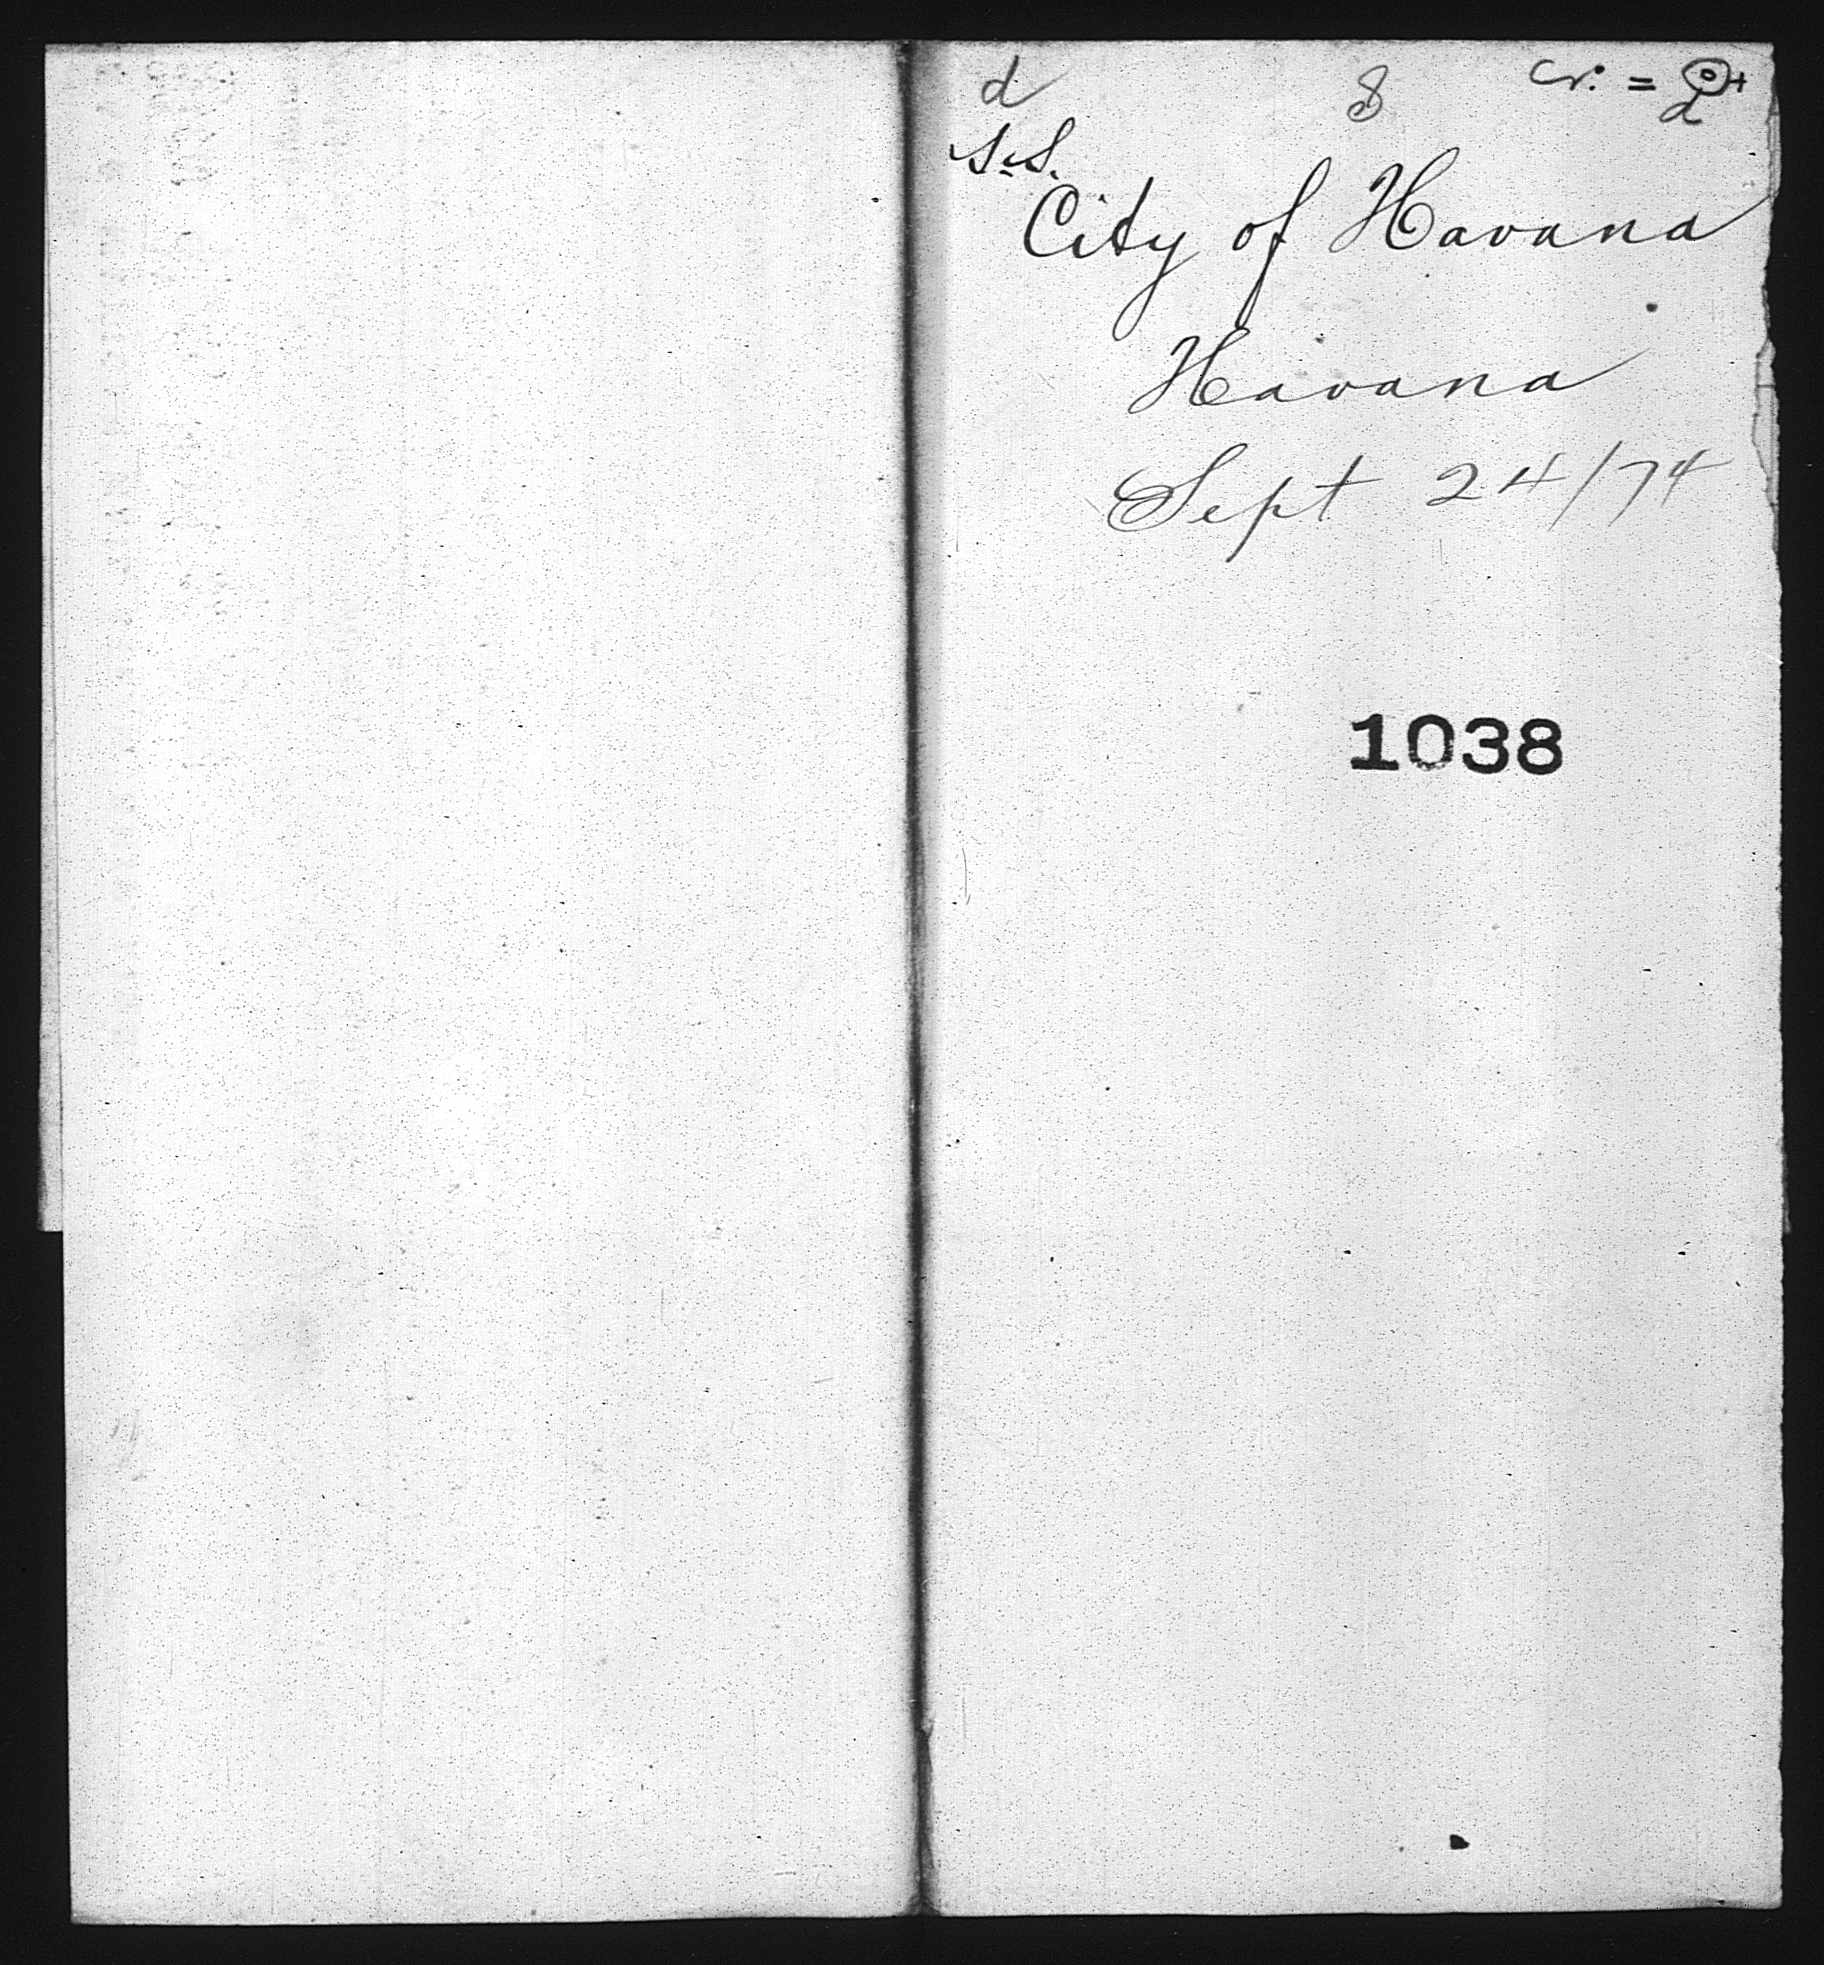 d 8 Cr. =
d
S.S.
City of Havana
Havana
Sept 24/74
1038